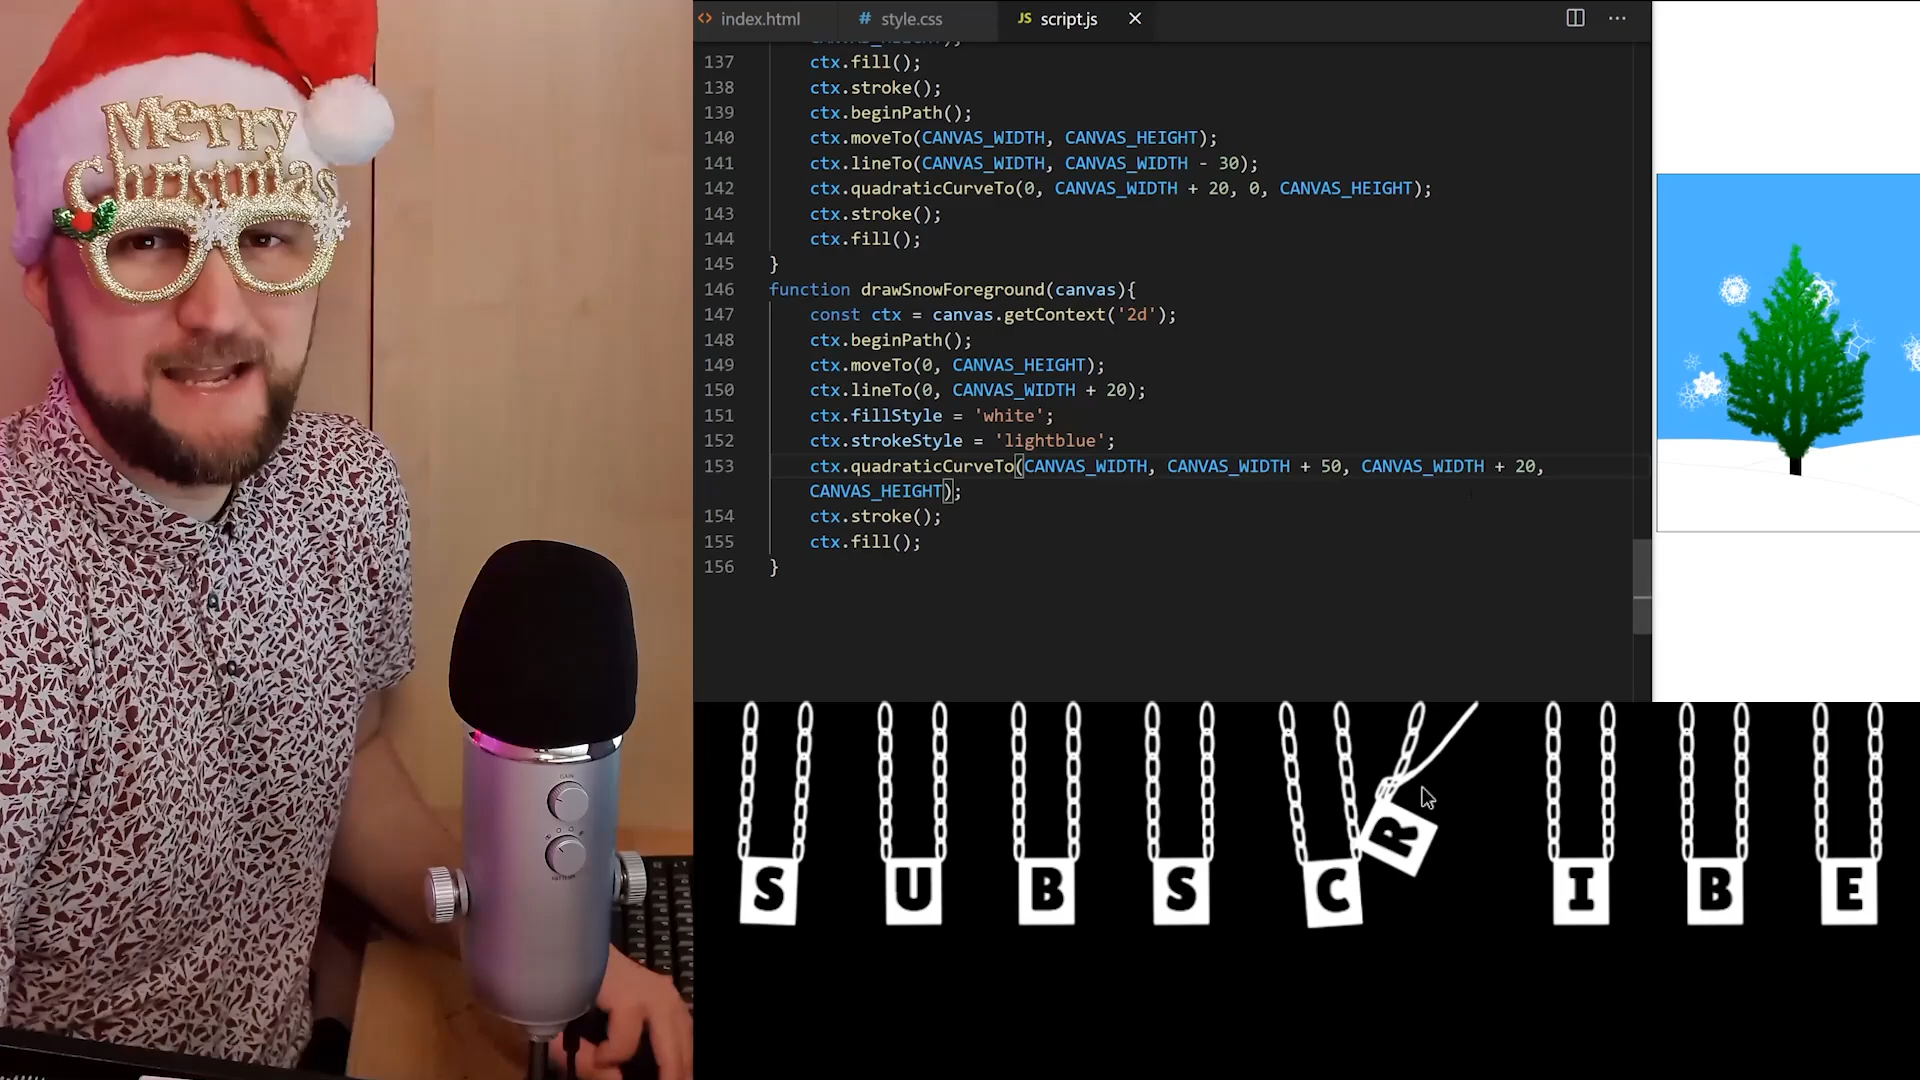 Merry
Christmas
GAIN
index.html
# style.css
JS script.js
137 ctx.fill();
138 ctx.stroke();
139 ctx.beginPath();
140 ctx.moveTo(CANVAS_WIDTH, CANVAS_HEIGHT);
141 ctx.lineTo(CANVAS_WIDTH, CANVAS_WIDTH - 30);
142 ctx.quadraticCurveTo(0, CANVAS_WIDTH + 20, 0, CANVAS_HEIGHT);
143 ctx.stroke();
144 ctx.fill();
145 }
146 function drawSnowForeground(canvas){
147 const ctx = canvas.getContext('2d');
148 ctx.beginPath();
149 ctx.moveTo(0, CANVAS_HEIGHT);
150 ctx.lineTo(0, CANVAS_WIDTH + 20);
151 ctx.fillStyle = 'white';
152 ctx.strokeStyle = 'lightblue';
153 ctx.quadraticCurveTo(CANVAS_WIDTH, CANVAS_WIDTH + 50, CANVAS_WIDTH + 20,
CANVAS_HEIGHT);
154 ctx.stroke();
155 ctx.fill();
156 }
S U B S C R I B E